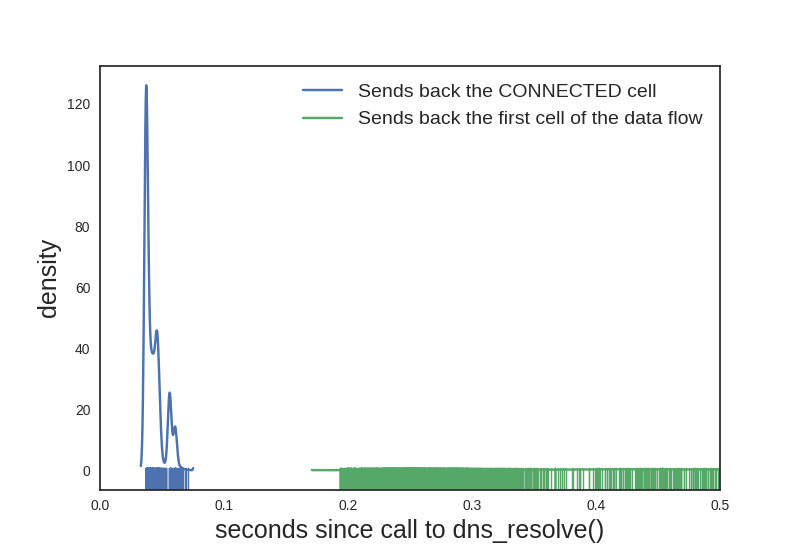 Sends back the CONNECTED cell
Sends back the first cell of the data flow
120
100
80
60
40
20
0
density
0.0 0.1 0.2 0.3 0.4 0.5
seconds since call to dns_resolve()